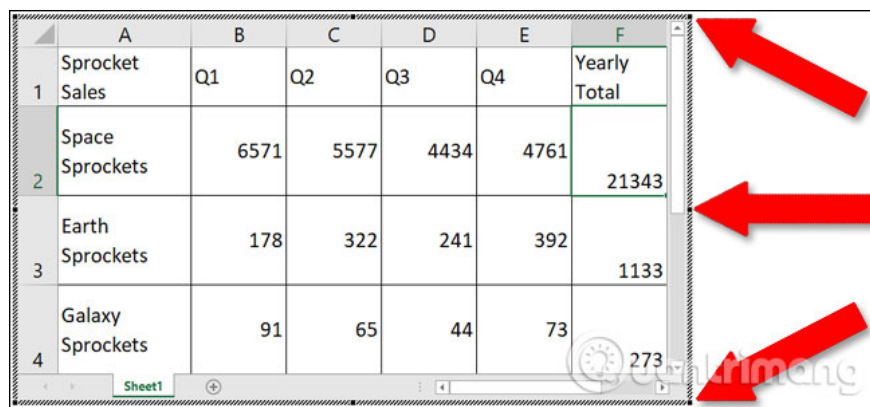 A B C D E F
1 Sprocket Sales Q1 Q2 Q3 Q4 Yearly Total
2 Space Sprockets 6571 5577 4434 4761 21343
3 Earth Sprockets 178 322 241 392 1133
4 Galaxy Sprockets 91 65 44 73 273
Sheet1
uantrimang